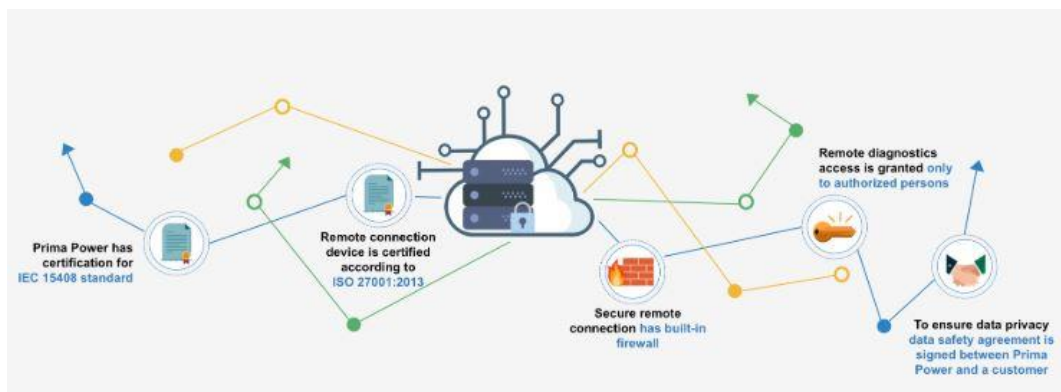 Prima Power has
certification for
IEC 15408 standard
Remote connection
device is certified
according to
ISO 27001:2013
Secure remote
connection has built-in
firewall
Remote diagnostics
access is granted only
to authorized persons
To ensure data privacy
data safety agreement is
signed between Prima
Power and a customer